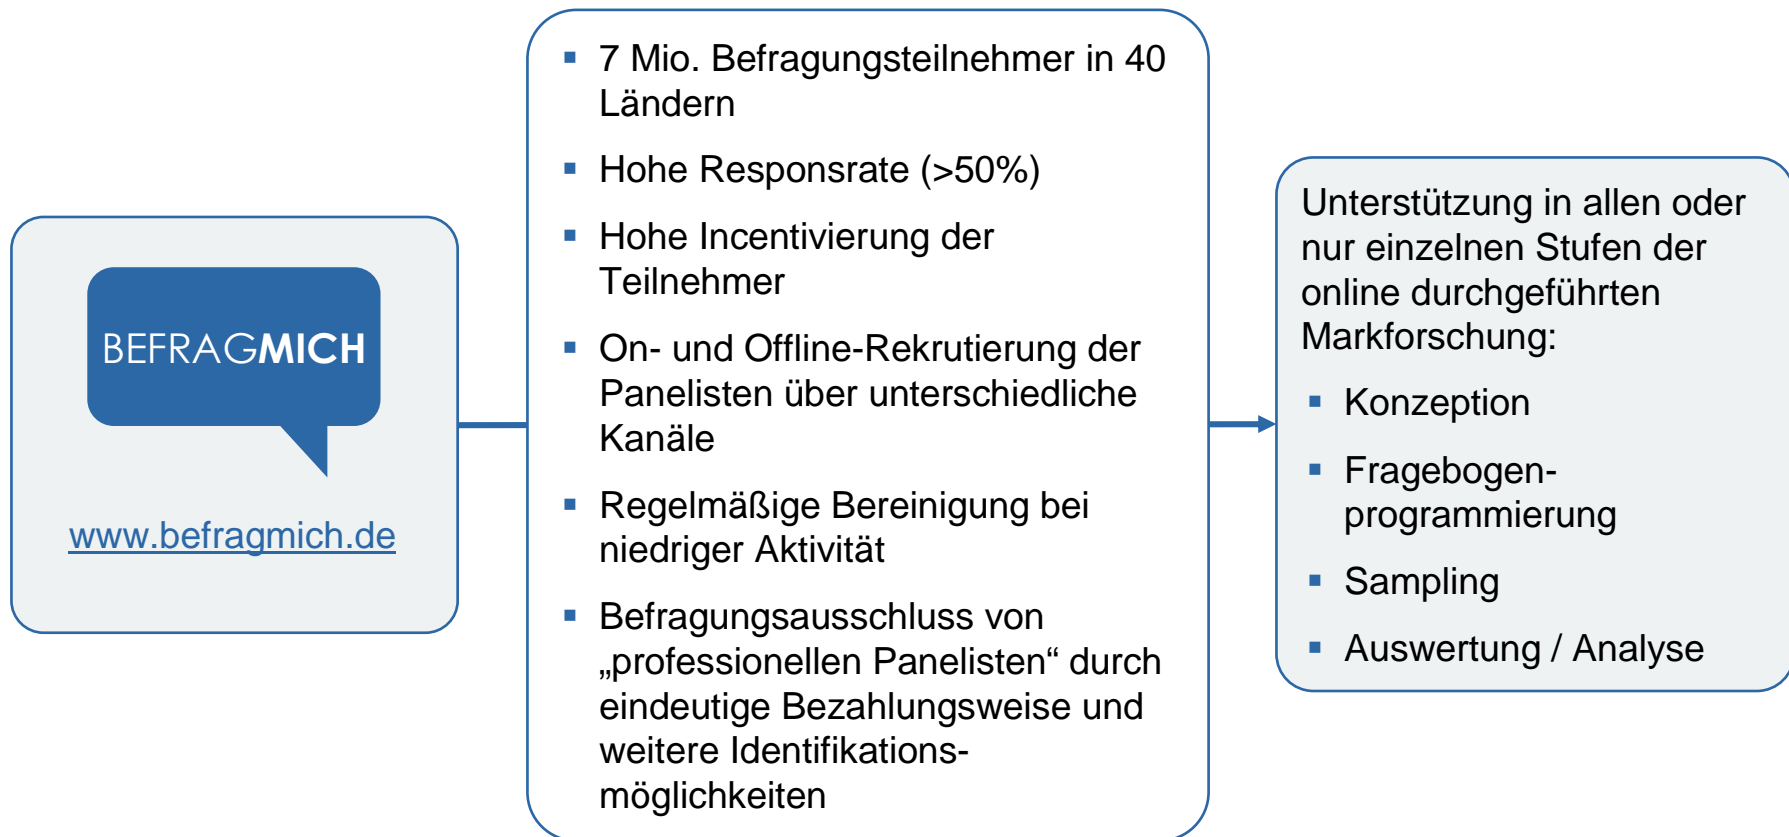 BEFRAGMICH
www.befragmich.de
▪ 7 Mio. Befragungsteilnehmer in 40
Ländern
▪ Hohe Responsrate (>50%)
▪ Hohe Incentivierung der
Teilnehmer
▪ On- und Offline-Rekrutierung der
Panelisten über unterschiedliche
Kanäle
▪ Regelmäßige Bereinigung bei
niedriger Aktivität
▪ Befragungsausschluss von
„professionellen Panelisten“ durch
eindeutige Bezahlungsweise und
weitere Identifikations-
möglichkeiten
Unterstützung in allen oder
nur einzelnen Stufen der
online durchgeführten
Markforschung:
▪ Konzeption
▪ Fragebogen-
programmierung
▪ Sampling
▪ Auswertung / Analyse